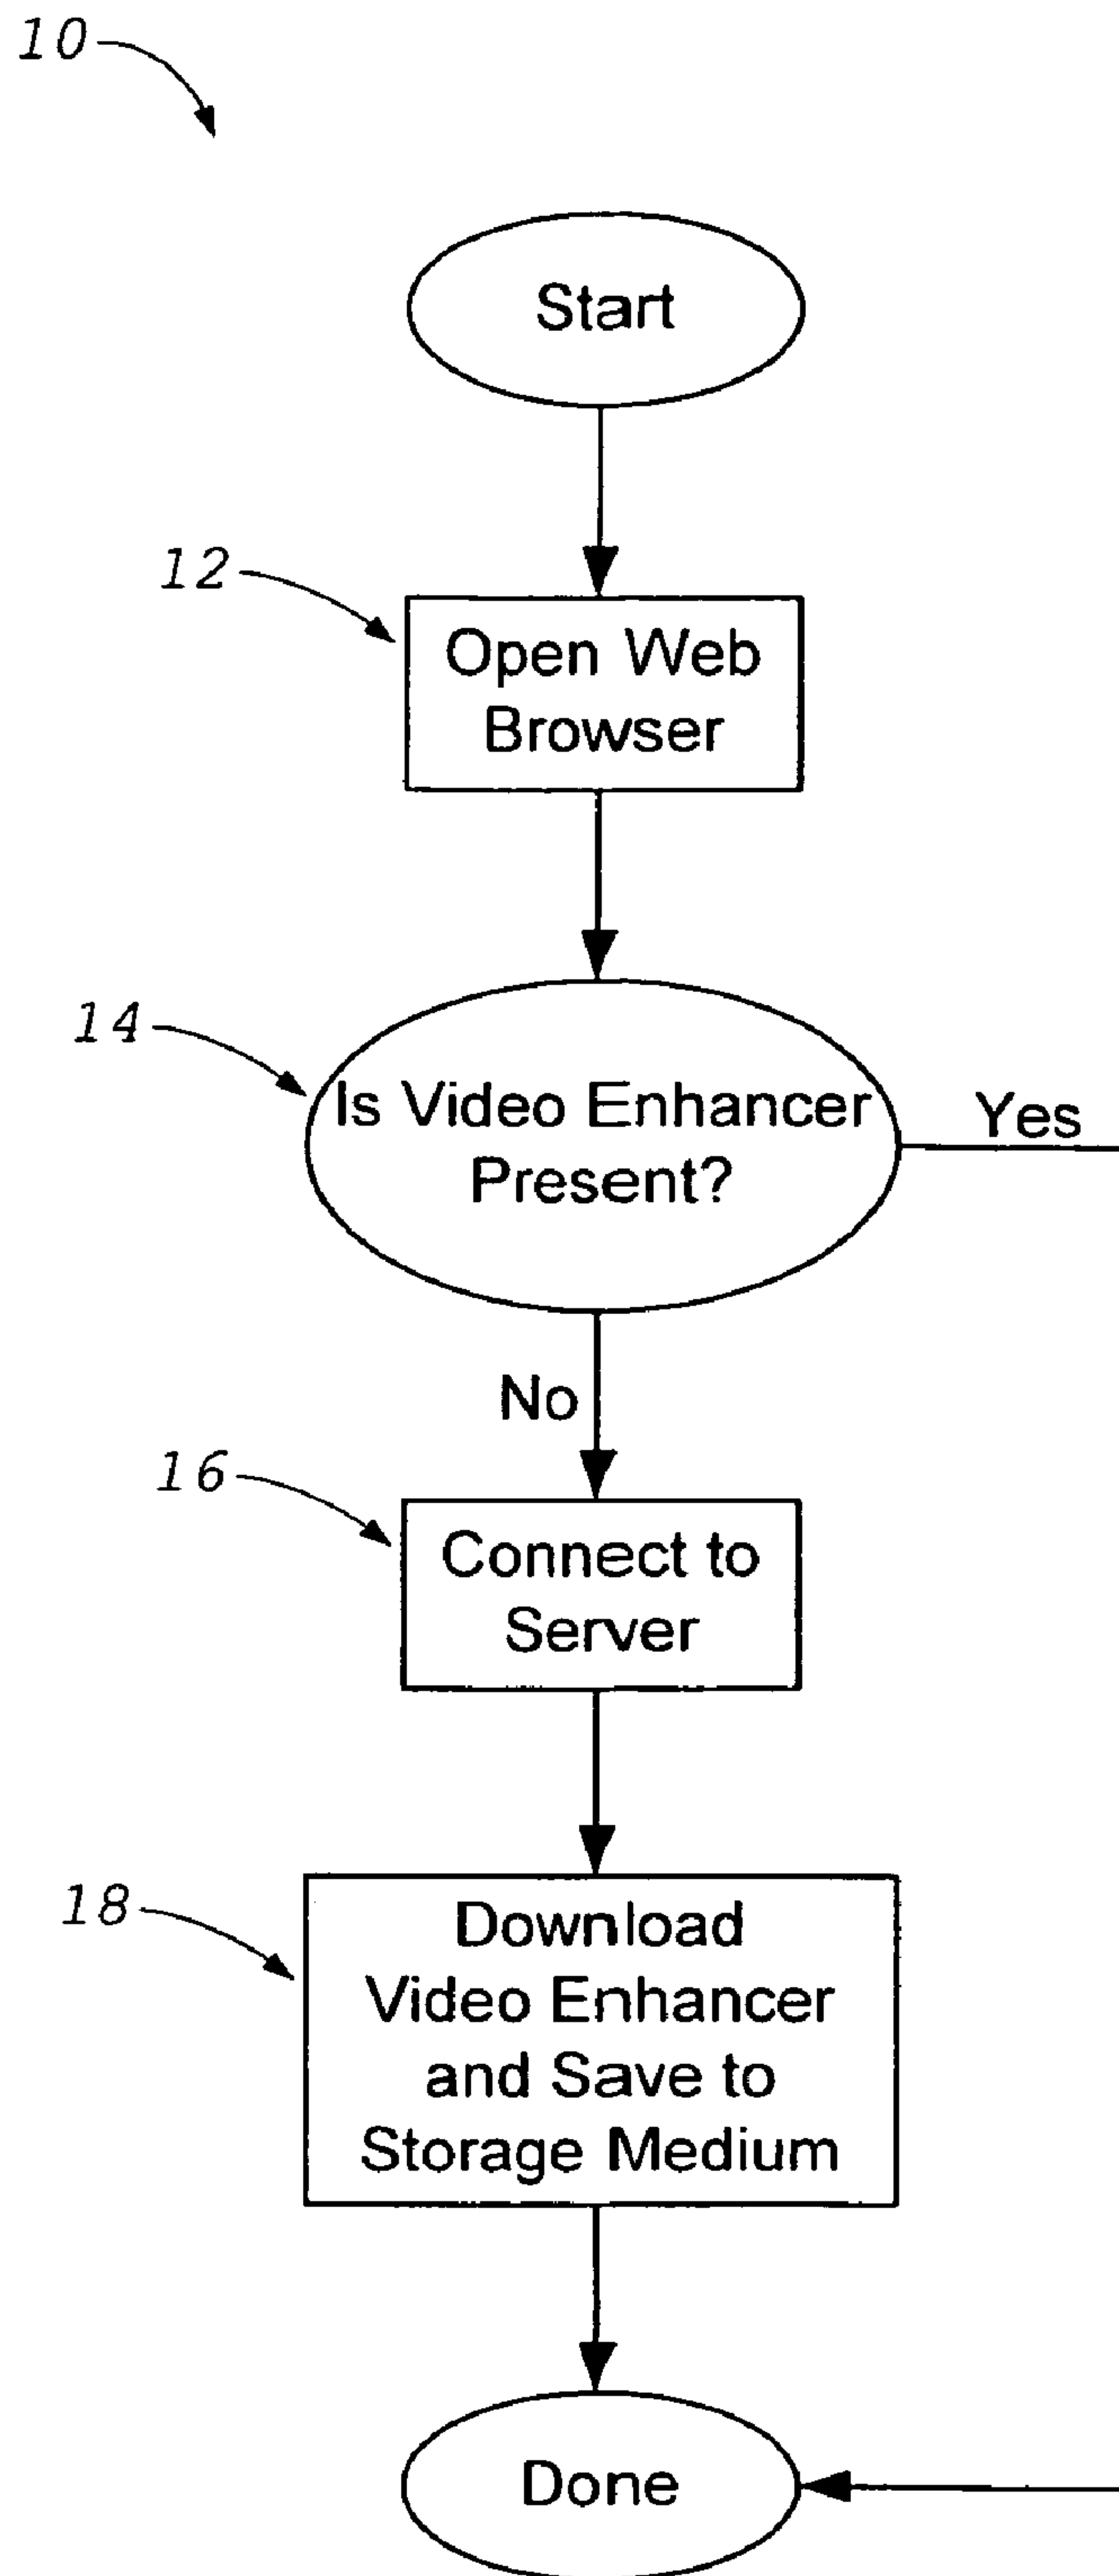 10
Start
12
Open Web
Browser
14
Is Video Enhancer
Present?
Yes
No
16
Connect to
Server
18
Download
Video Enhancer
and Save to
Storage Medium
Done